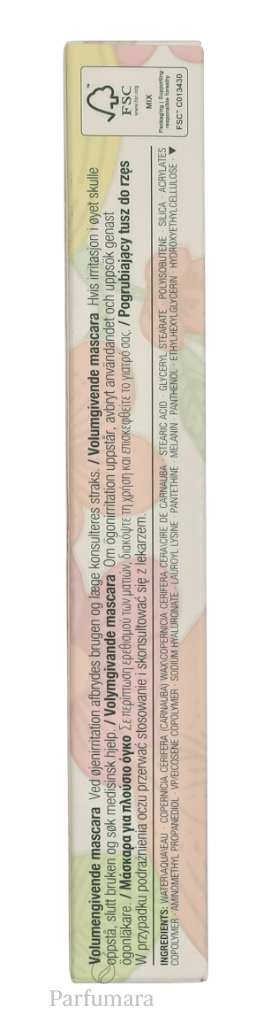 FSC™
www.fsc.org
MIX
Packaging | Supporting
responsible forestry
FSC™ C013430
Volumengivende mascara Ved øjenirritation afbrydes brugen og læge konsulteres straks. / Volumgivende mascara Hvis irritasjon i øyet skulle
oppstå, slutt bruken og søk medisinsk hjelp. / Volymgivande mascara Om ögonirritation uppstår, avbryt användandet och uppsök genast
ögonläkare. / Μάσκαρα για πλούσιο όγκο Σε περίπτωση ερεθισμού των ματιών, διακόψτε τη χρήση και επισκεφθείτε το γιατρό σας. / Pogrubiający tusz do rzęs
W przypadku podrażnienia oczu przerwać stosowanie i skonsultować się z lekarzem.
INGREDIENTS: WATER\AQUA\EAU · COPERNICIA CERIFERA (CARNAUBA) WAX\COPERNICIA CERIFERA CERA\CIRE DE CARNAUBA · STEARIC ACID · GLYCERYL STEARATE · POLYISOBUTENE · SILICA · ACRYLATES
COPOLYMER · AMINOMETHYL PROPANEDIOL · VP/EICOSENE COPOLYMER · SODIUM HYALURONATE · LAUROYL LYSINE · PANTETHINE · MELANIN · PANTHENOL · ETHYLHEXYLGLYCERIN · HYDROXYETHYLCELLULOSE · ▼
Parfumara